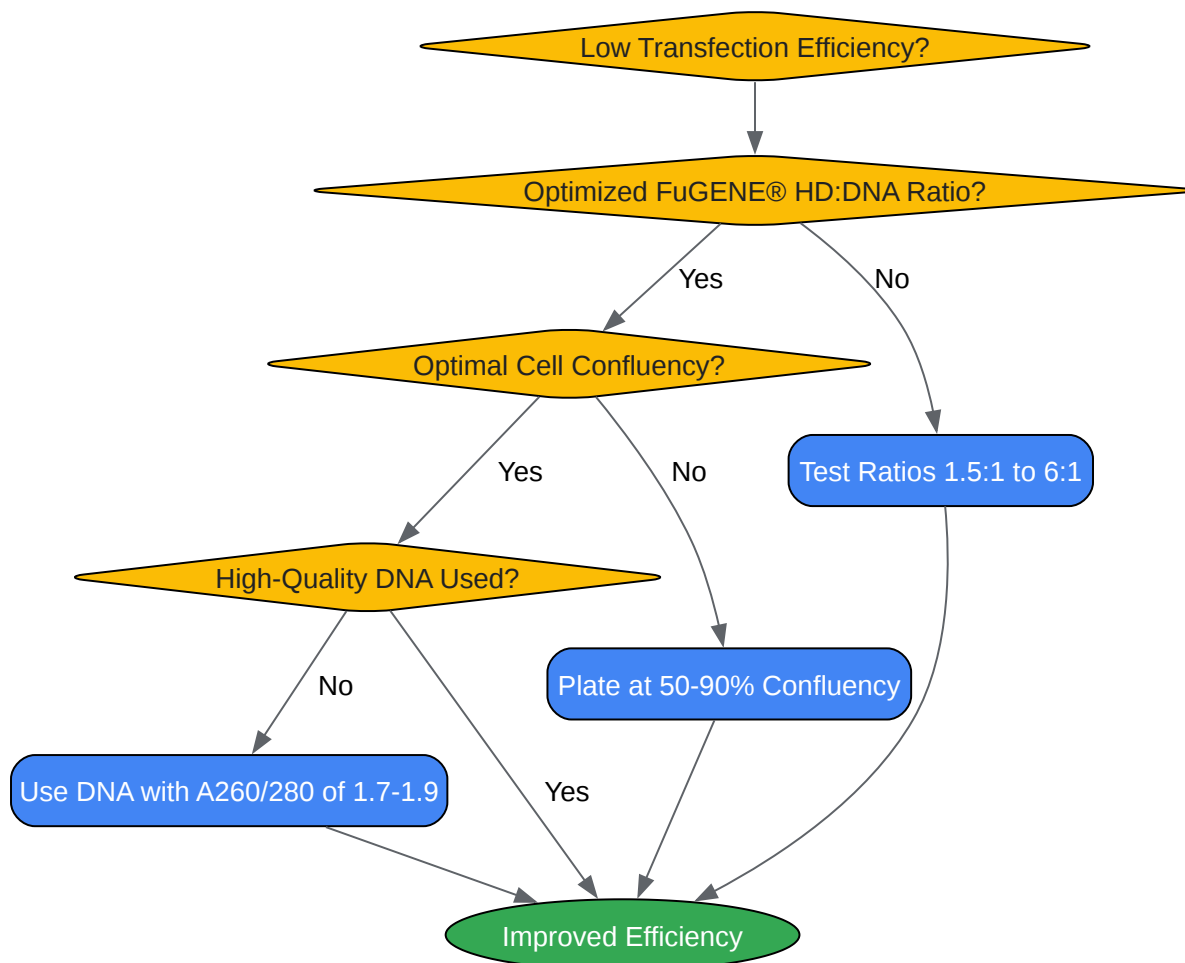 Low Transfection Efficiency?
Optimized FuGENE® HD:DNA Ratio?
Yes
No
Optimal Cell Confluency?
Yes
No
Test Ratios 1.5:1 to 6:1
High-Quality DNA Used?
No
Plate at 50-90% Confluency
Use DNA with A260/280 of 1.7-1.9
Yes
Improved Efficiency